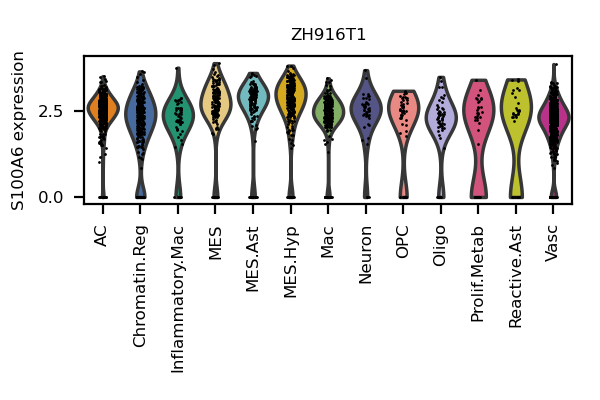 ZH916T1
S100A6 expression
2.5
0.0
AC
Chromatin.Reg
Inflammatory.Mac
MES
MES.Ast
MES.Hyp
Mac
Neuron
OPC
Oligo
Prolif.Metab
Reactive.Ast
Vasc